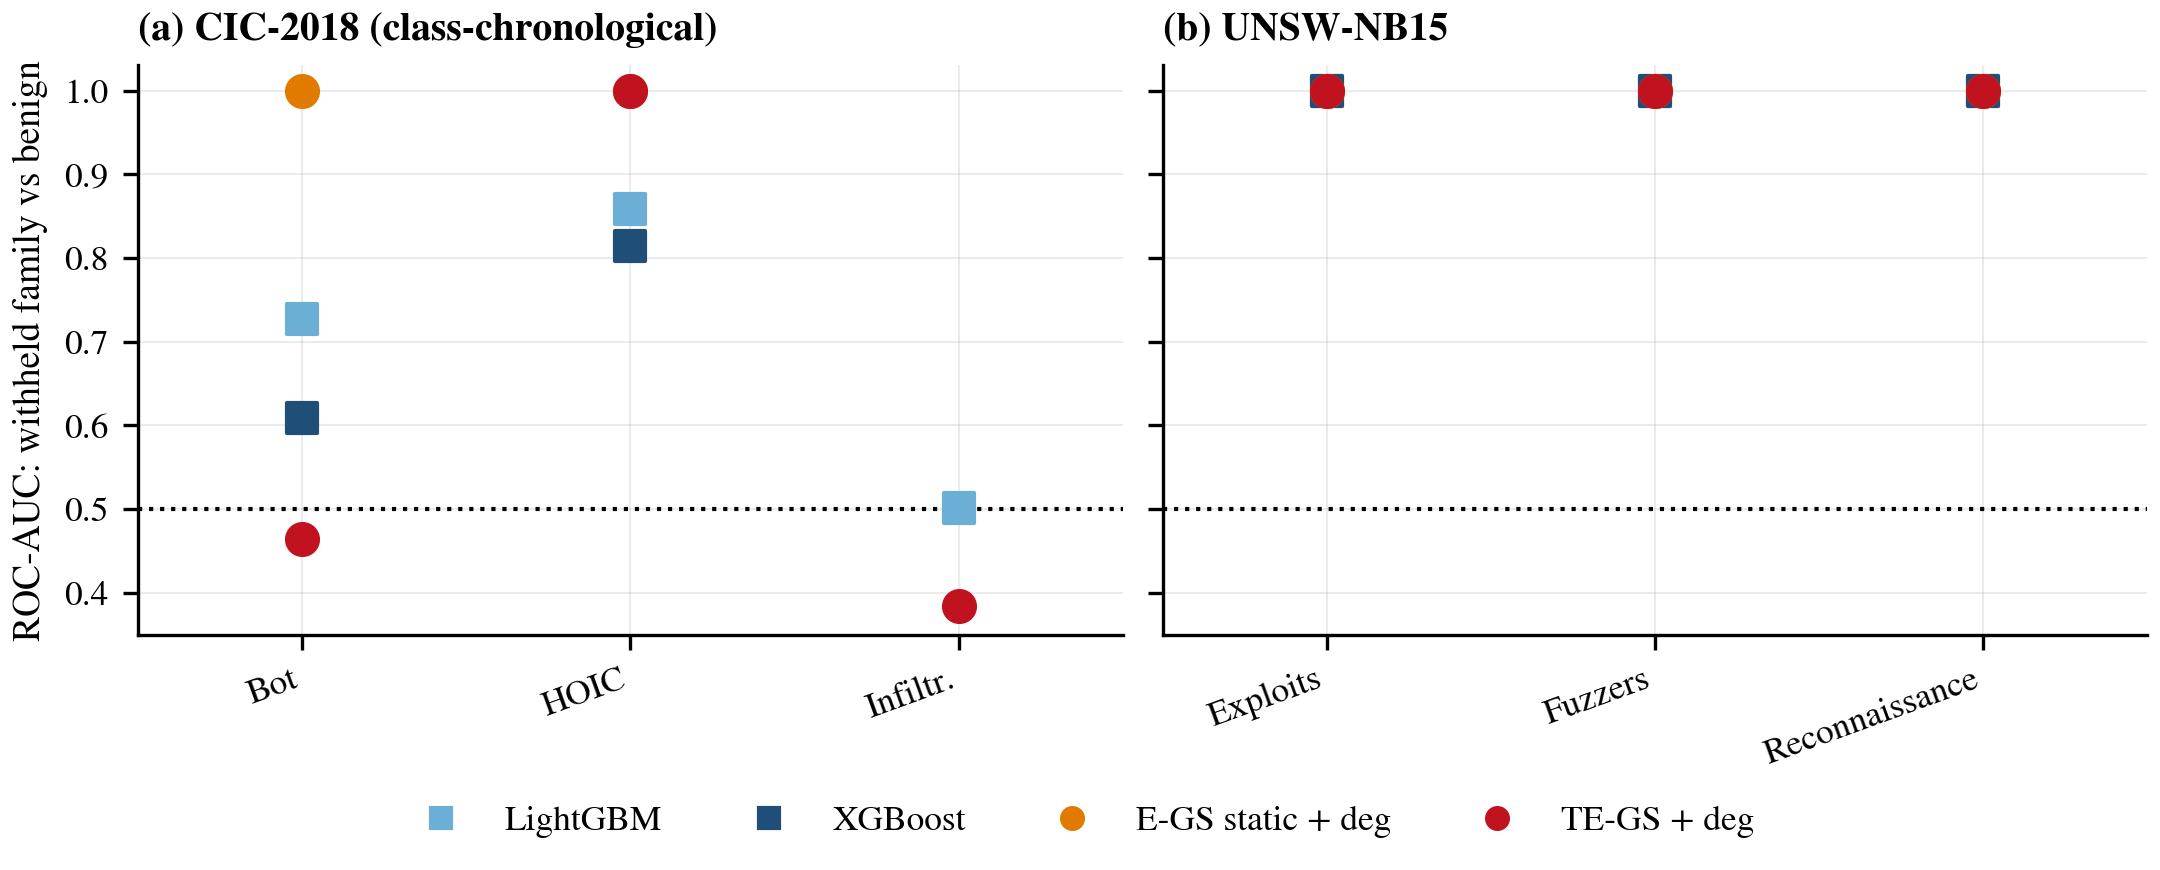 (a) CIC-2018 (class-chronological)
(b) UNSW-NB15
ROC-AUC: withheld family vs benign
1.0
0.9
0.8
0.7
0.6
0.5
0.4
Bot
HOIC
Infiltr.
Exploits
Fuzzers
Reconnaissance
LightGBM
XGBoost
E-GS static + deg
TE-GS + deg